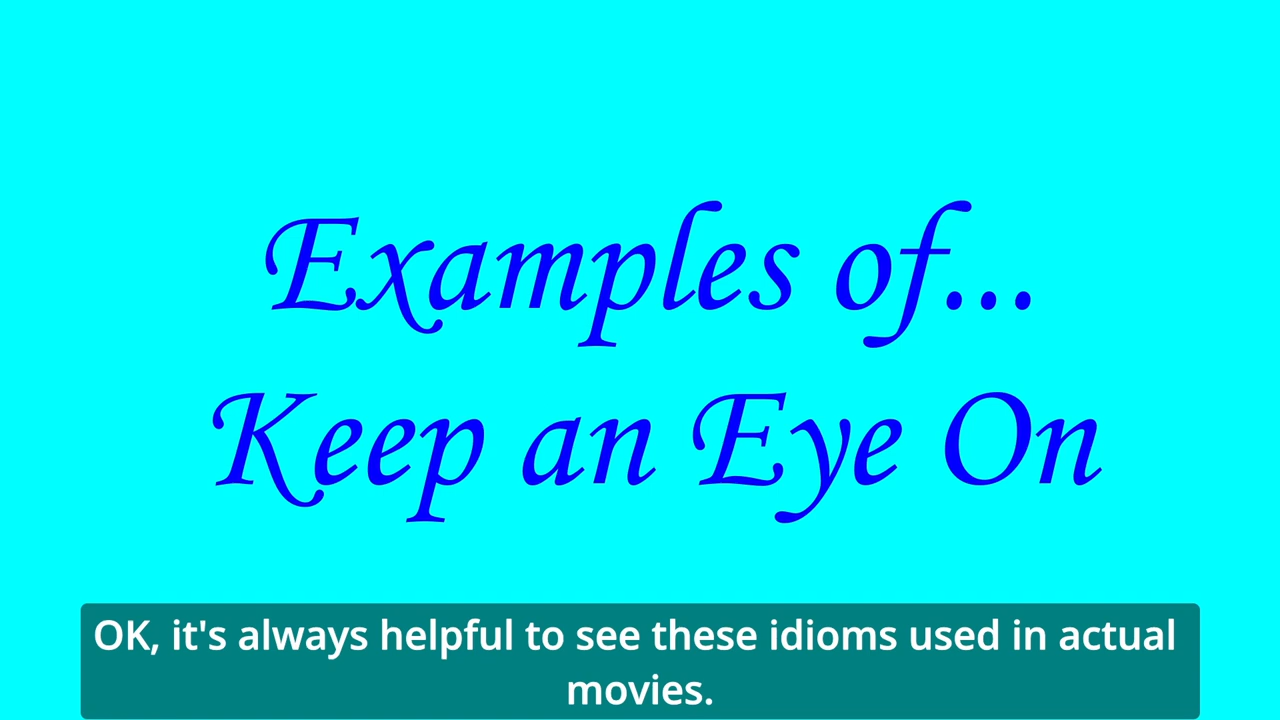 Examples of...
Keep an Eye On
OK, it's always helpful to see these idioms used in actual
movies.